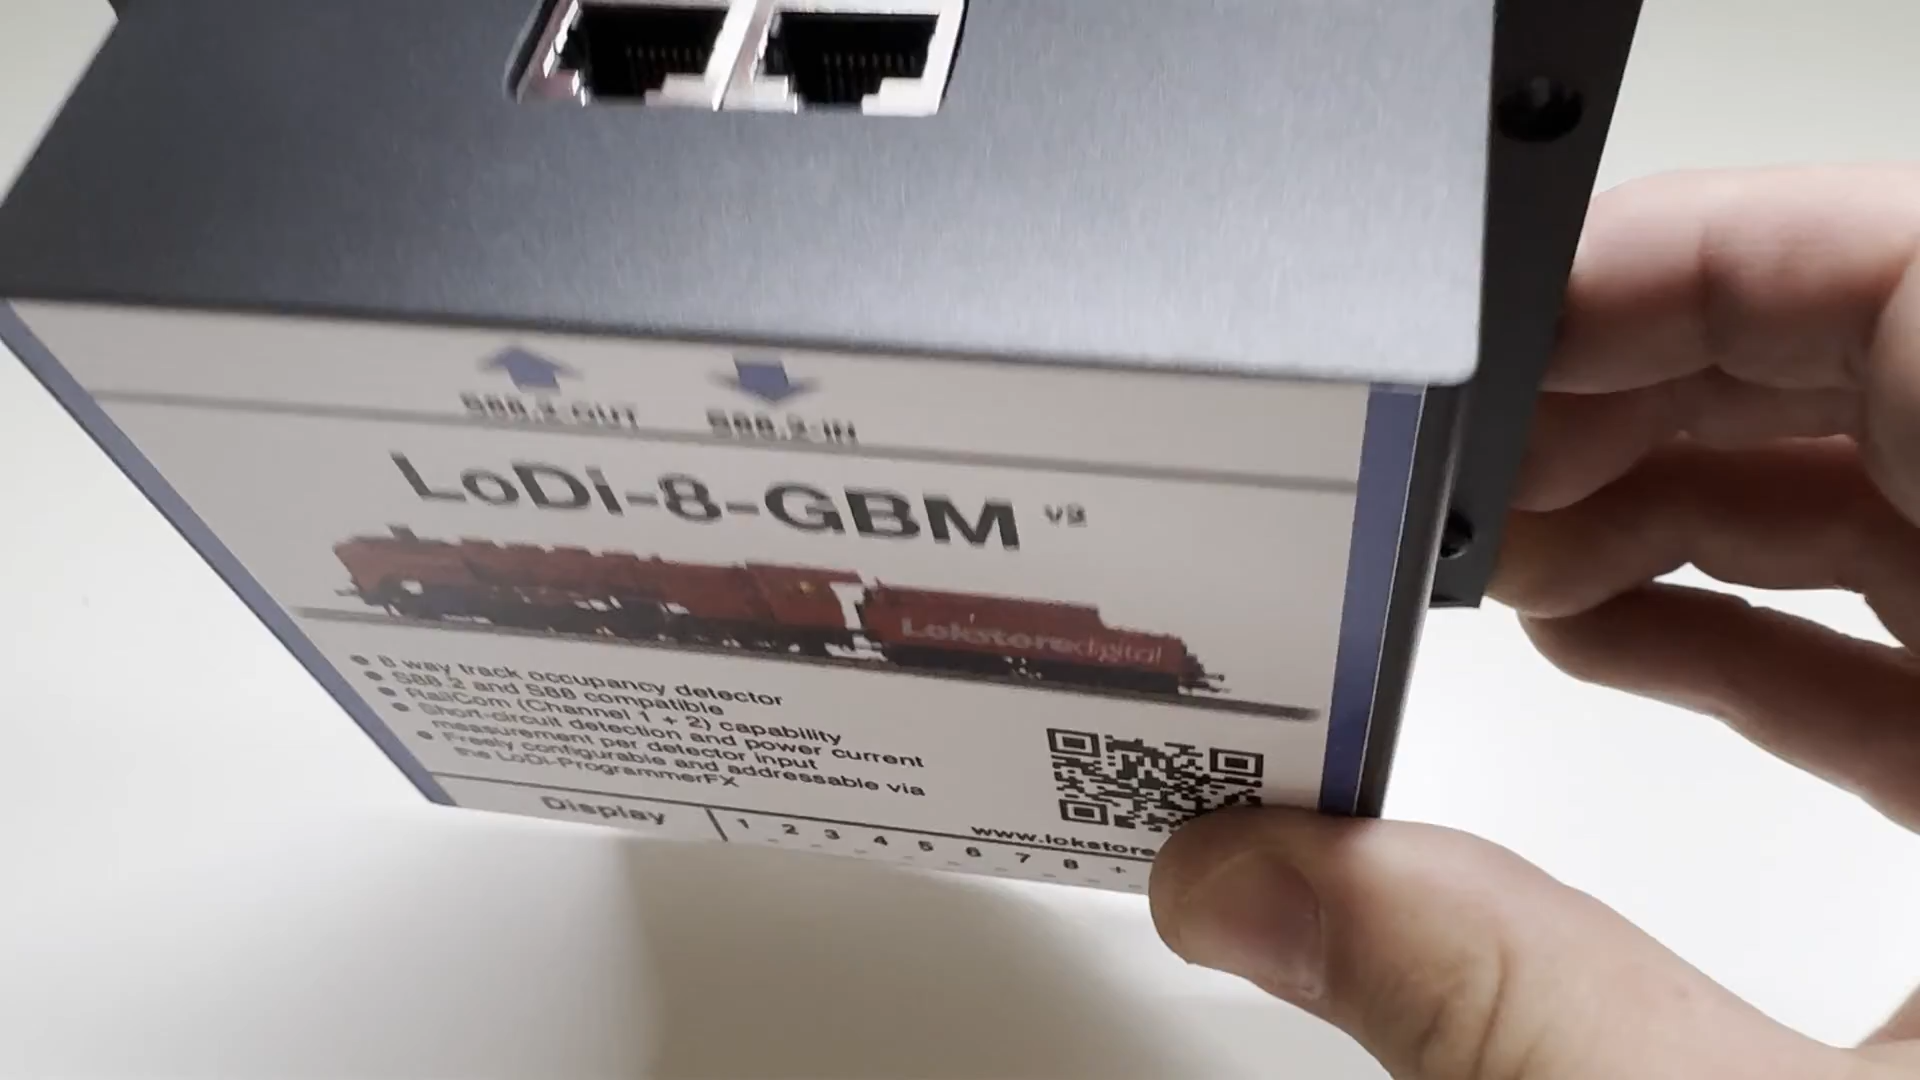 S88.2-OUT S88.2-IN
LoDi-8-GBM
Lokstoredigital
● 8 way track occupancy detector
● S88.2 and S88 compatible
● RailCom (Channel 1 + 2) capability
● Short-circuit detection and power current
measurement per detector input
● Freely configurable and addressable via
the LoDi-ProgrammerFX
www.lokstore
Display 1 2 3 4 5 6 7 8 +